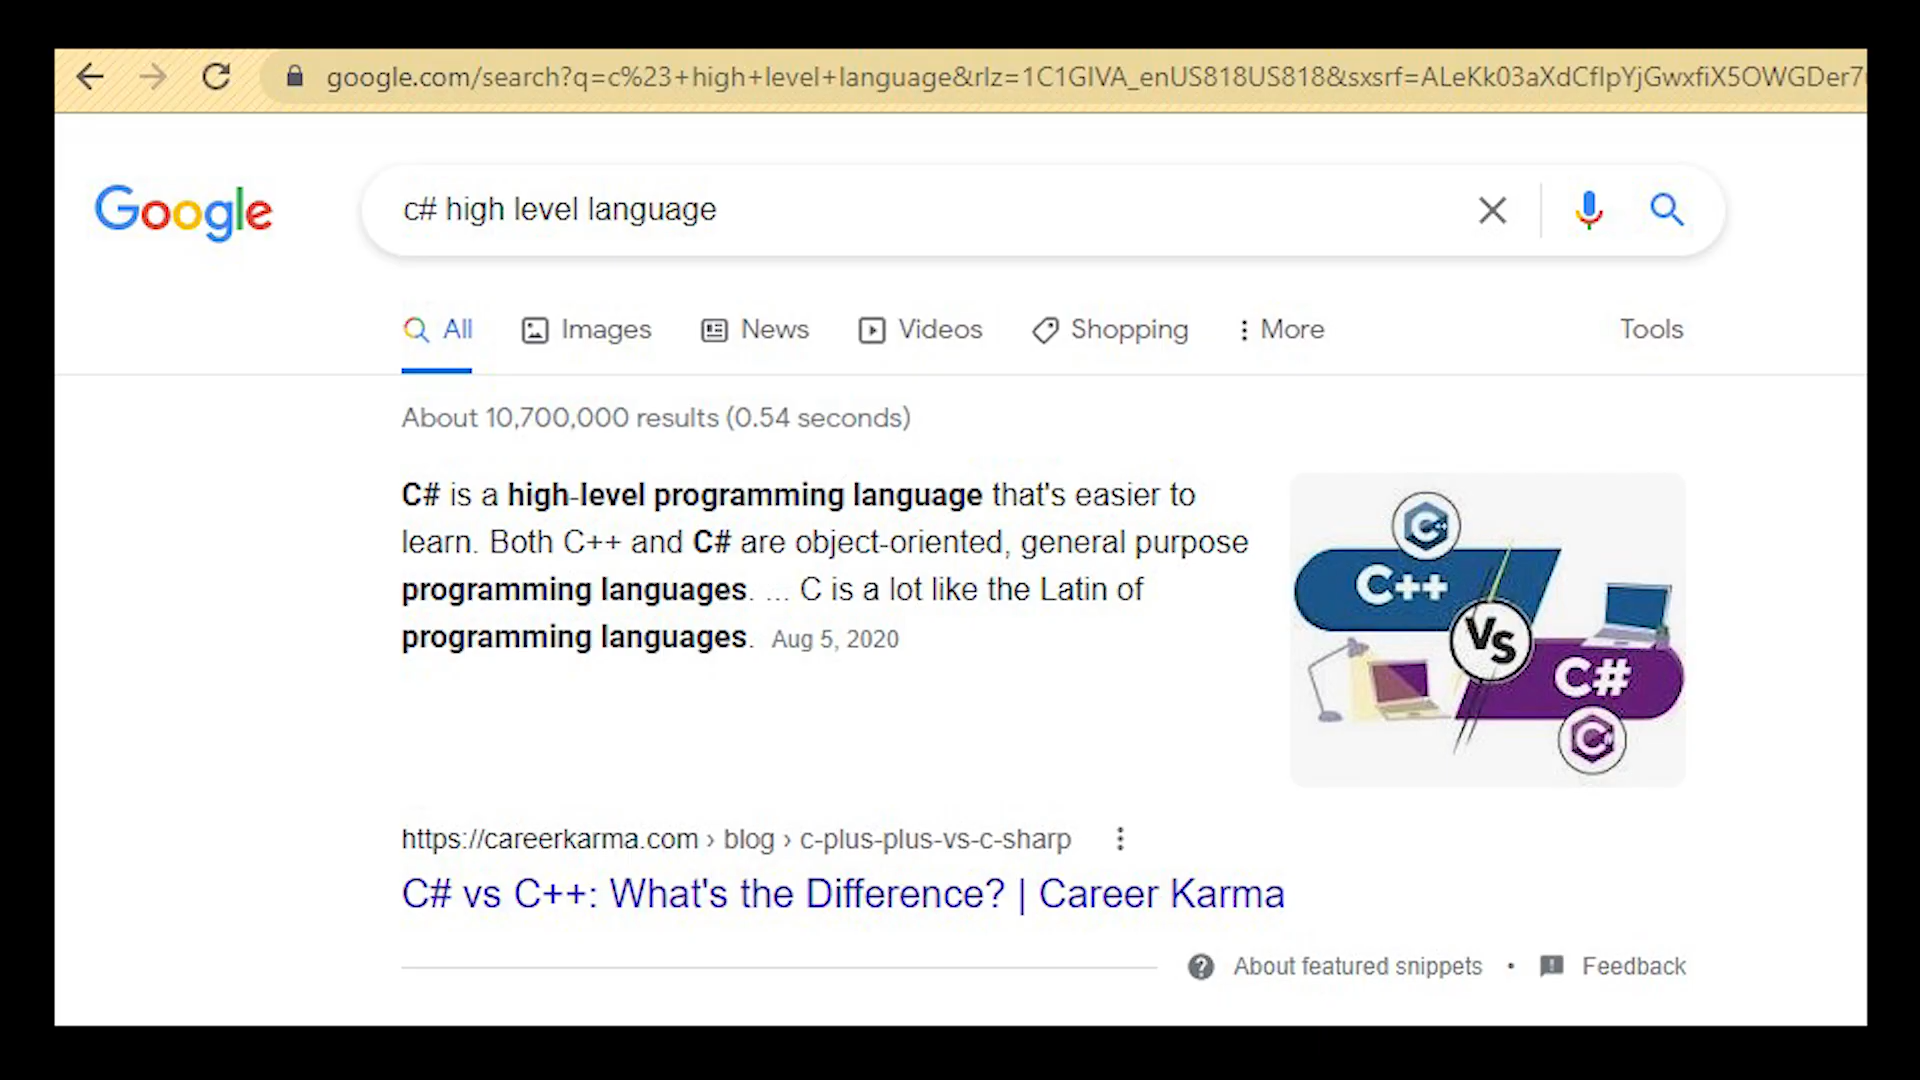 google.com/search?q=c%23+high+level+language&rlz=1C1GIVA_enUS818US818&sxsrf=ALeKk03aXdCfIpYjGwxfiX5OWGDer7
Google
c# high level language
All Images News Videos Shopping More Tools
About 10,700,000 results (0.54 seconds)
C# is a high-level programming language that's easier to
learn. Both C++ and C# are object-oriented, general purpose
programming languages. ... C is a lot like the Latin of
programming languages. Aug 5, 2020
C++
Vs
C#
https://careerkarma.com › blog › c-plus-plus-vs-c-sharp
C# vs C++: What's the Difference? | Career Karma
About featured snippets • Feedback